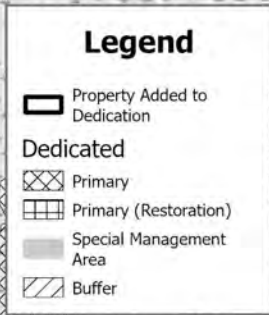 Legend
Property Added to
Dedication
Dedicated
Primary
Primary (Restoration)
Special Management
Area
Buffer